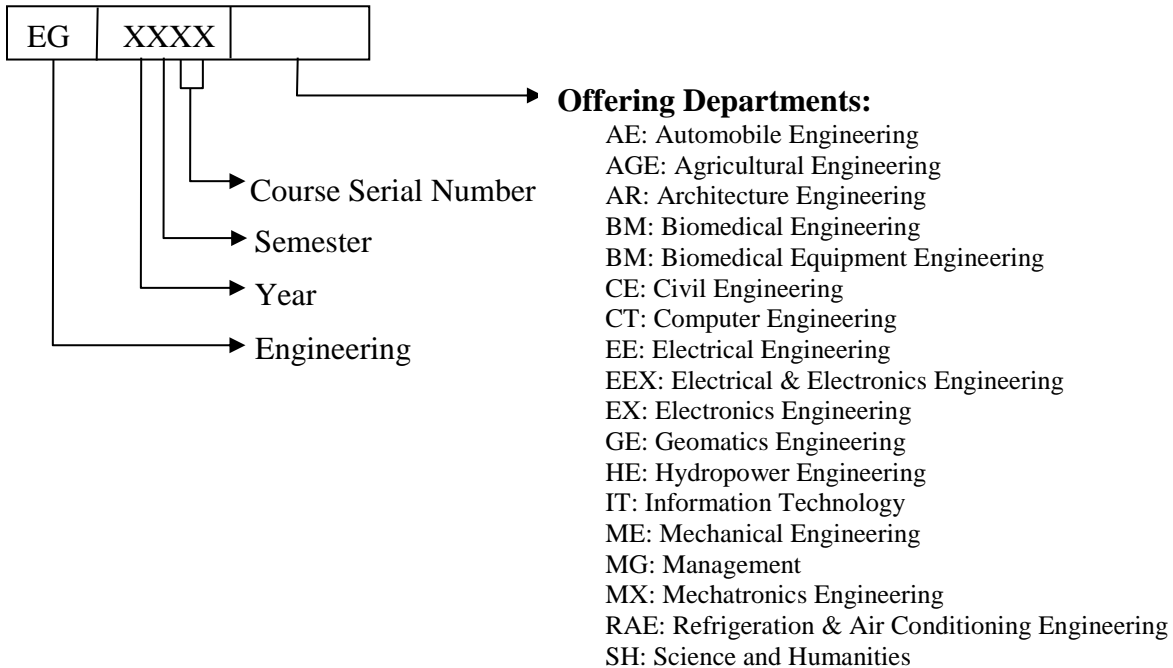 EG XXXX
Offering Departments:
AE: Automobile Engineering
AGE: Agricultural Engineering
AR: Architecture Engineering
BM: Biomedical Engineering
BM: Biomedical Equipment Engineering
CE: Civil Engineering
CT: Computer Engineering
EE: Electrical Engineering
EEX: Electrical & Electronics Engineering
EX: Electronics Engineering
GE: Geomatics Engineering
HE: Hydropower Engineering
IT: Information Technology
ME: Mechanical Engineering
MG: Management
MX: Mechatronics Engineering
RAE: Refrigeration & Air Conditioning Engineering
SH: Science and Humanities
Course Serial Number
Semester
Year
Engineering